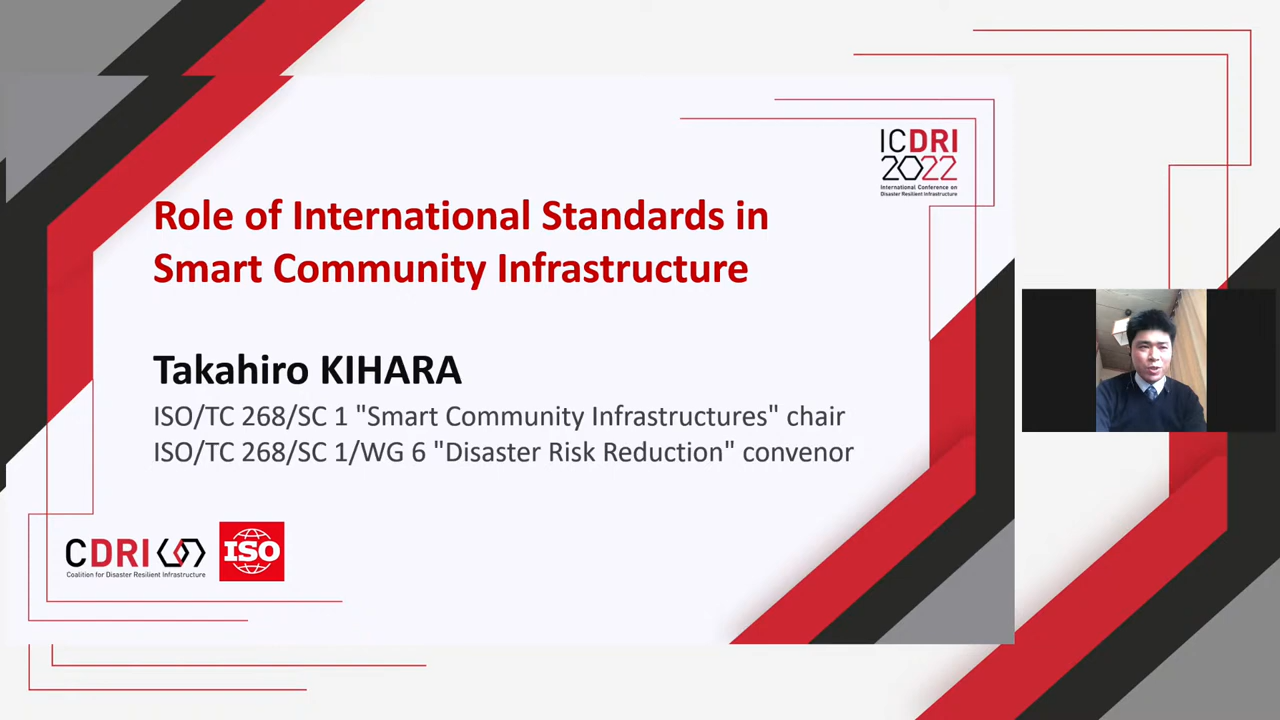 ICDRI
2022
International Conference on
Disaster Resilient Infrastructure
Role of International Standards in
Smart Community Infrastructure
Takahiro KIHARA
ISO/TC 268/SC 1 "Smart Community Infrastructures" chair
ISO/TC 268/SC 1/WG 6 "Disaster Risk Reduction" convenor
CDRI
Coalition for Disaster Resilient Infrastructure
ISO